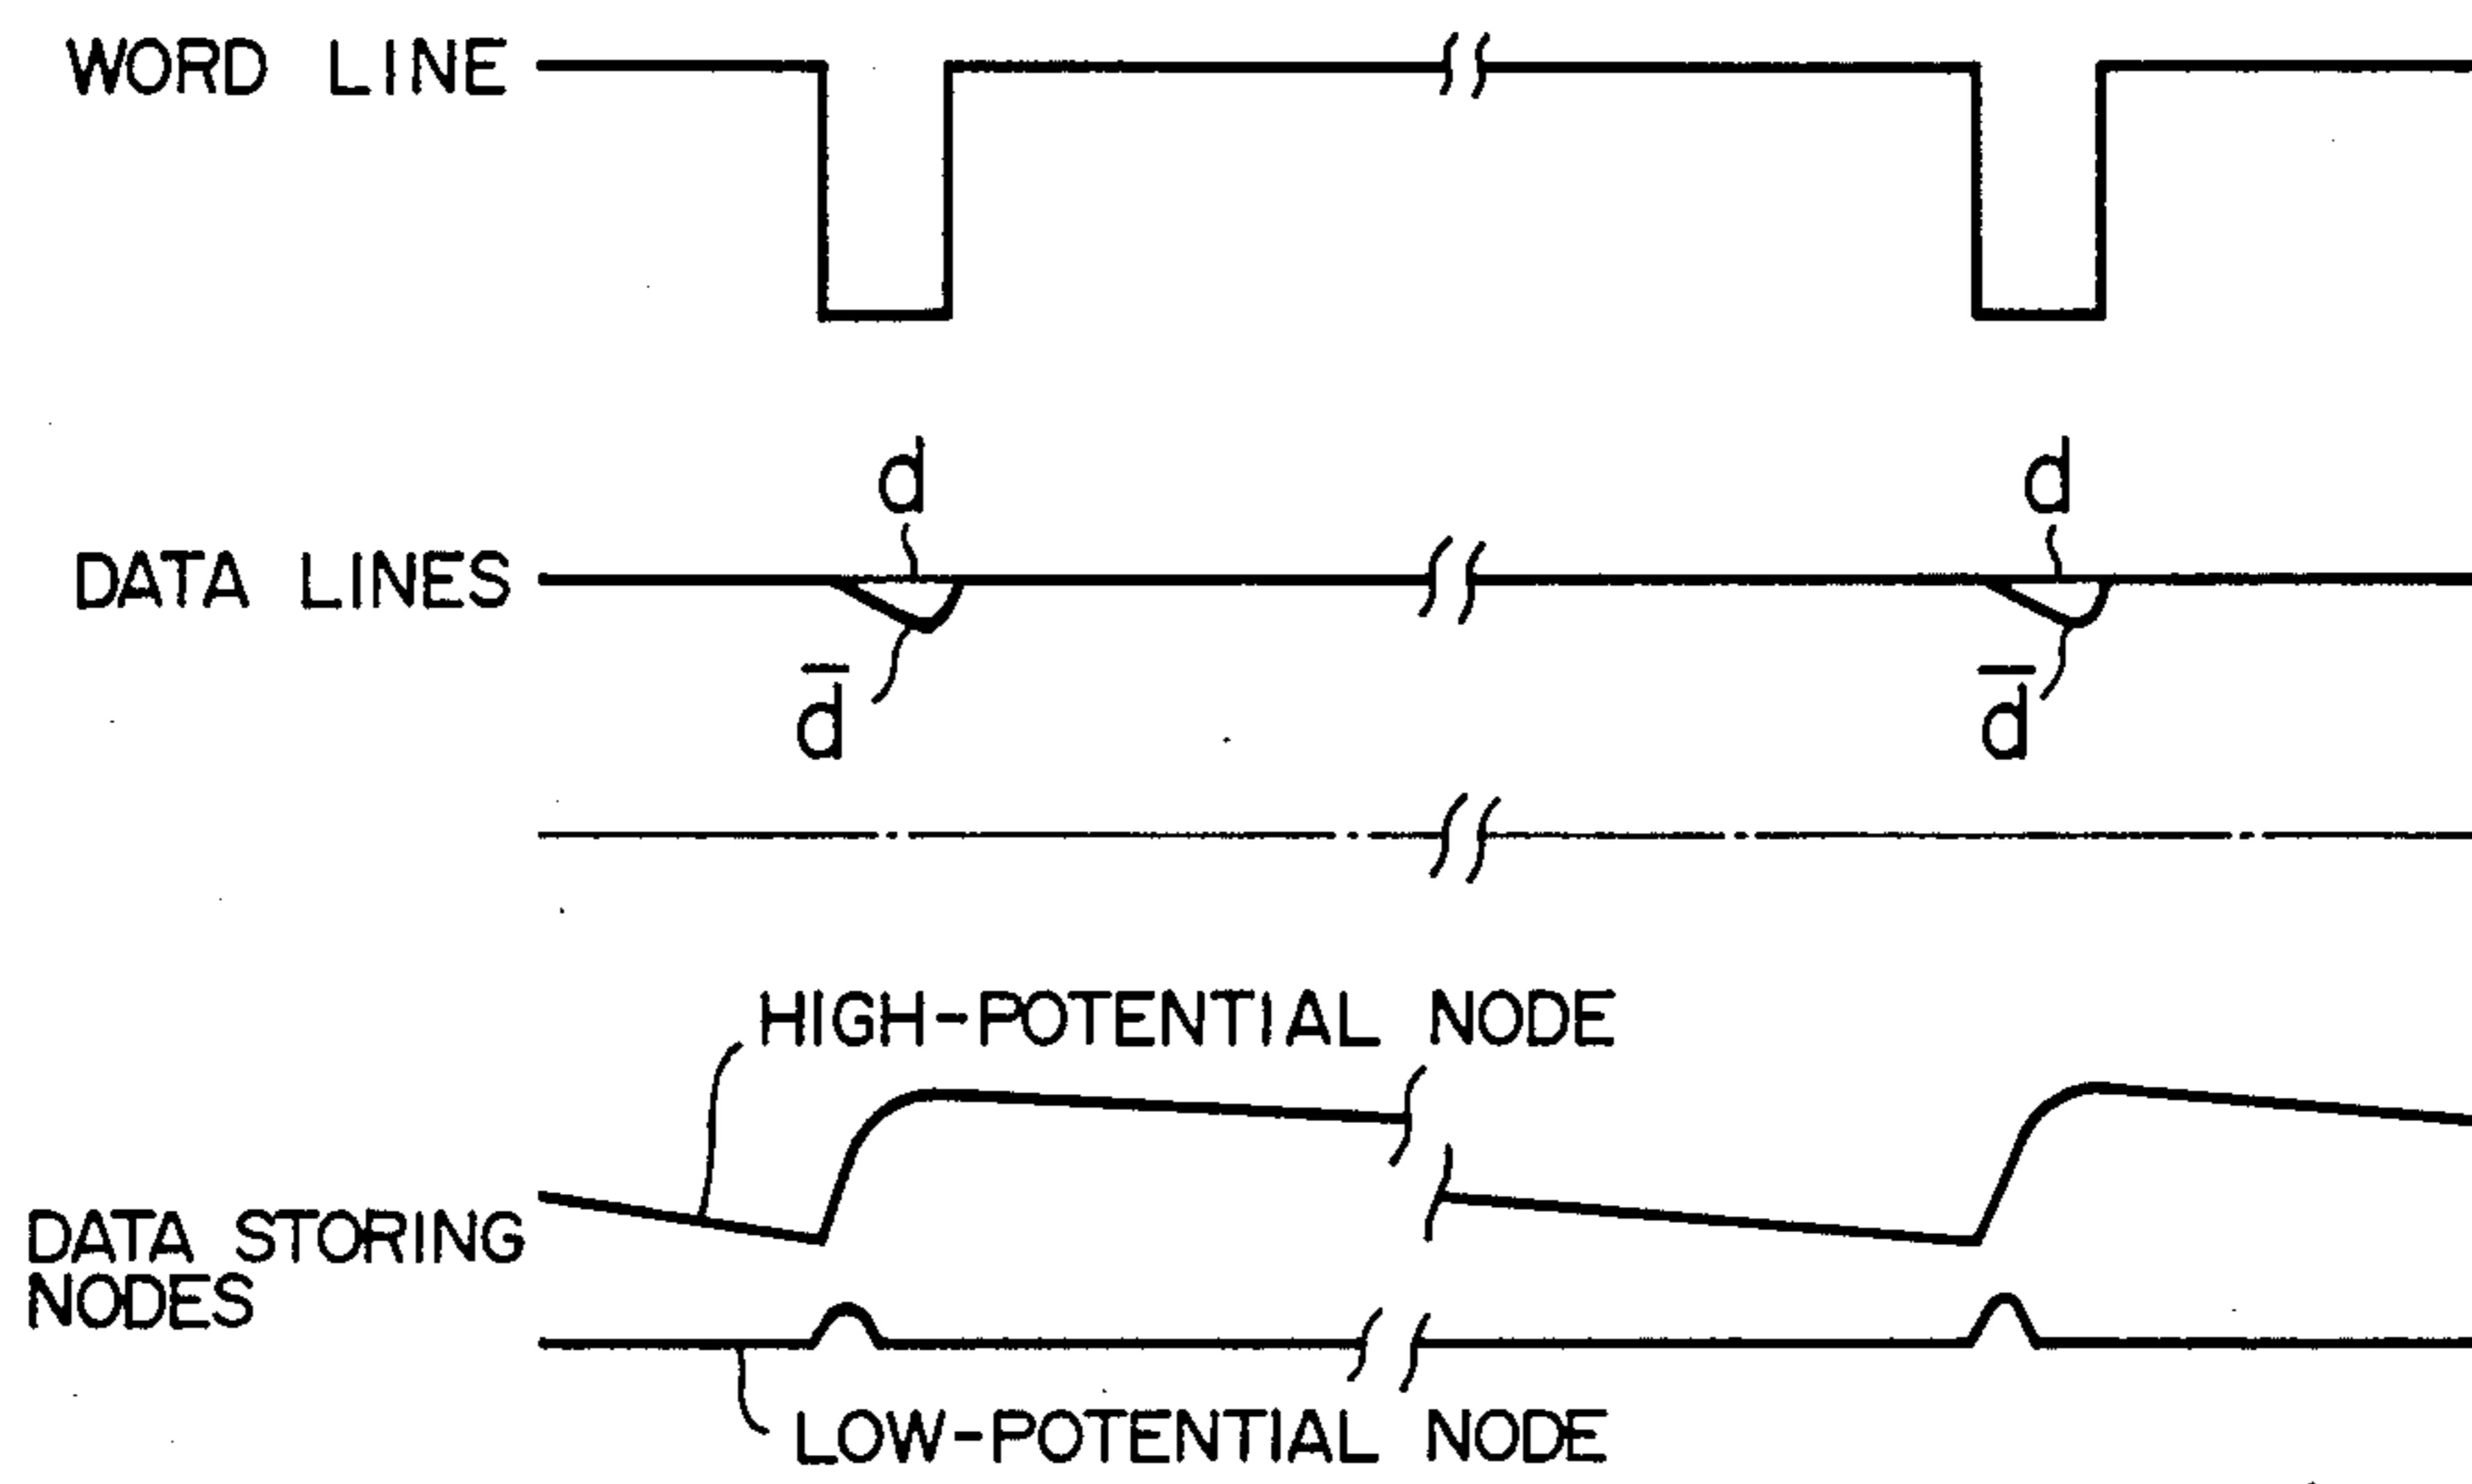 WORD LINE
d d
DATA LINES
d̅ d̅
HIGH-POTENTIAL NODE
DATA STORING
NODES
LOW-POTENTIAL NODE